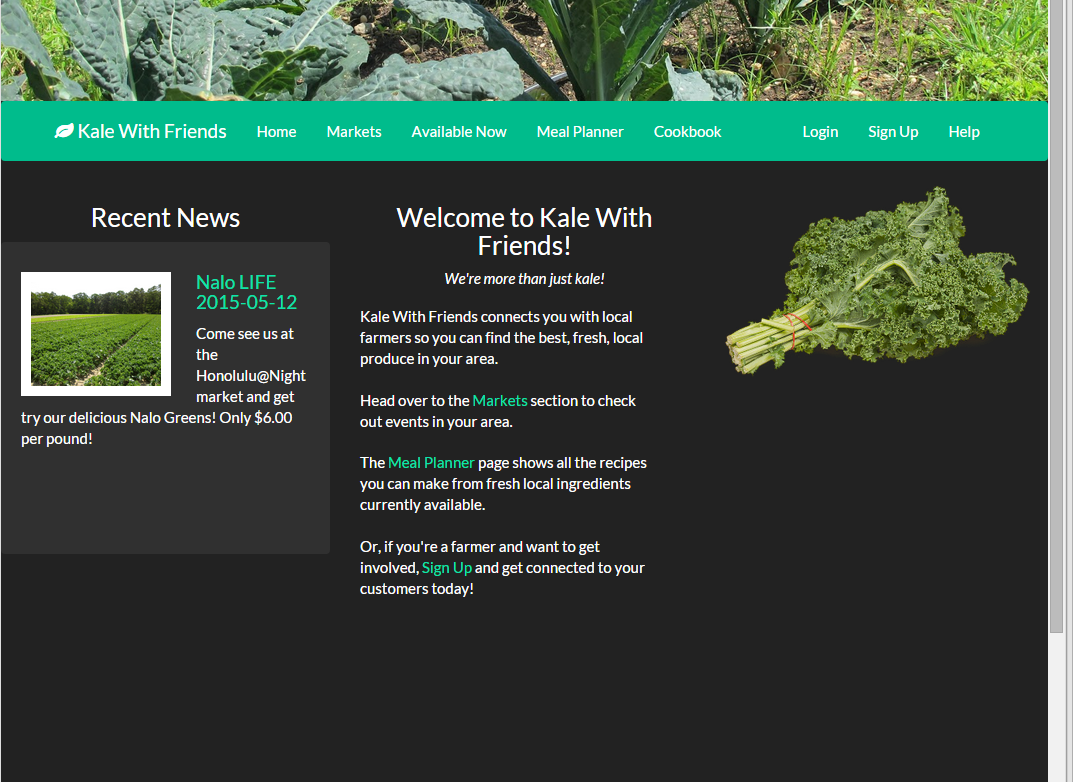 Kale With Friends Home Markets Available Now Meal Planner Cookbook Login Sign Up Help
Recent News
Nalo LIFE
2015-05-12
Come see us at
the
Honolulu@Night
market and get
try our delicious Nalo Greens! Only $6.00
per pound!
Welcome to Kale With
Friends!
We're more than just kale!
Kale With Friends connects you with local
farmers so you can find the best, fresh, local
produce in your area.
Head over to the Markets section to check
out events in your area.
The Meal Planner page shows all the recipes
you can make from fresh local ingredients
currently available.
Or, if you're a farmer and want to get
involved, Sign Up and get connected to your
customers today!